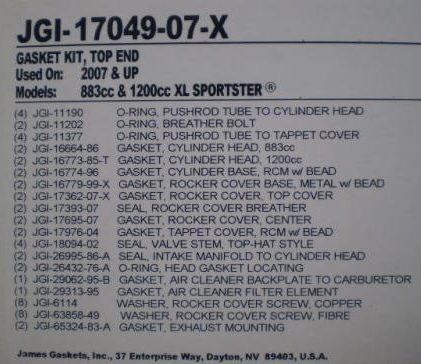 JGI-17049-07-X
GASKET KIT, TOP END
Used On: 2007 & UP
Models: 883cc & 1200cc XL SPORTSTER ®
(4) JGI-11190 O-RING, PUSHROD TUBE TO CYLINDER HEAD
(2) JGI-11202 O-RING, BREATHER BOLT
(4) JGI-11377 O-RING, PUSHROD TUBE TO TAPPET COVER
(2) JGI-16664-86 GASKET, CYLINDER HEAD, 883cc
(2) JGI-16773-85-T GASKET, CYLINDER HEAD, 1200cc
(2) JGI-16774-96 GASKET, CYLINDER BASE, RCM w/ BEAD
(2) JGI-16779-99-X GASKET, ROCKER COVER BASE, METAL w/ BEAD
(2) JGI-17362-07-X GASKET, ROCKER COVER, TOP COVER
(2) JGI-17393-07 SEAL, ROCKER COVER BREATHER
(2) JGI-17695-07 GASKET, ROCKER COVER, CENTER
(2) JGI-17976-04 GASKET, TAPPET COVER, RCM w/ BEAD
(4) JGI-18094-02 SEAL, VALVE STEM, TOP-HAT STYLE
(2) JGI-26995-86-A SEAL, INTAKE MANIFOLD TO CYLINDER HEAD
(2) JGI-26432-76-A O-RING, HEAD GASKET LOCATING
(1) JGI-29062-95-B GASKET, AIR CLEANER BACKPLATE TO CARBURETOR
(1) JGI-29313-95 GASKET, AIR CLEANER FILTER ELEMENT
(8) JGI-6114 WASHER, ROCKER COVER SCREW, COPPER
(8) JGI-63858-49 WASHER, ROCKER COVER SCREW, FIBRE
(2) JGI-65324-83-A GASKET, EXHAUST MOUNTING
James Gaskets, Inc., 37 Enterprise Way, Dayton, NV 89403, U.S.A.